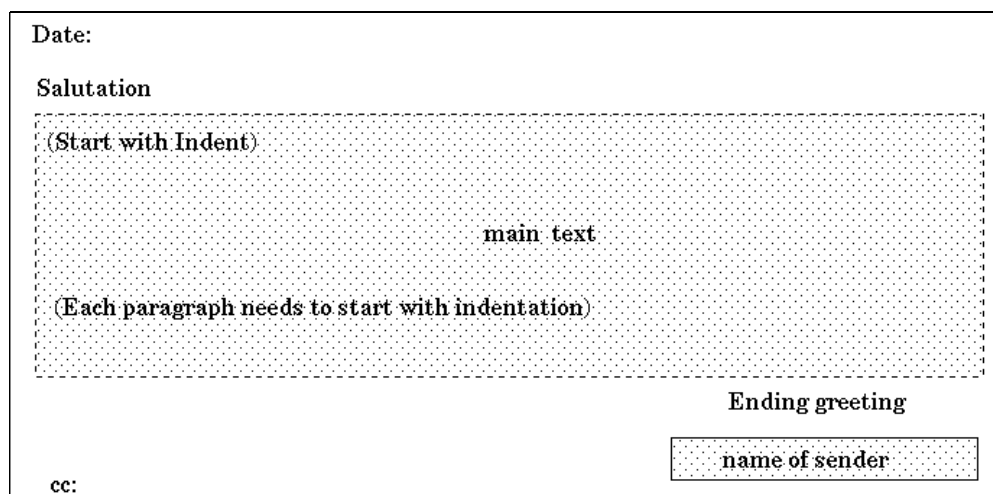 Date:
Salutation
(Start with Indent)
main text
(Each paragraph needs to start with indentation)
Ending greeting
name of sender
cc: